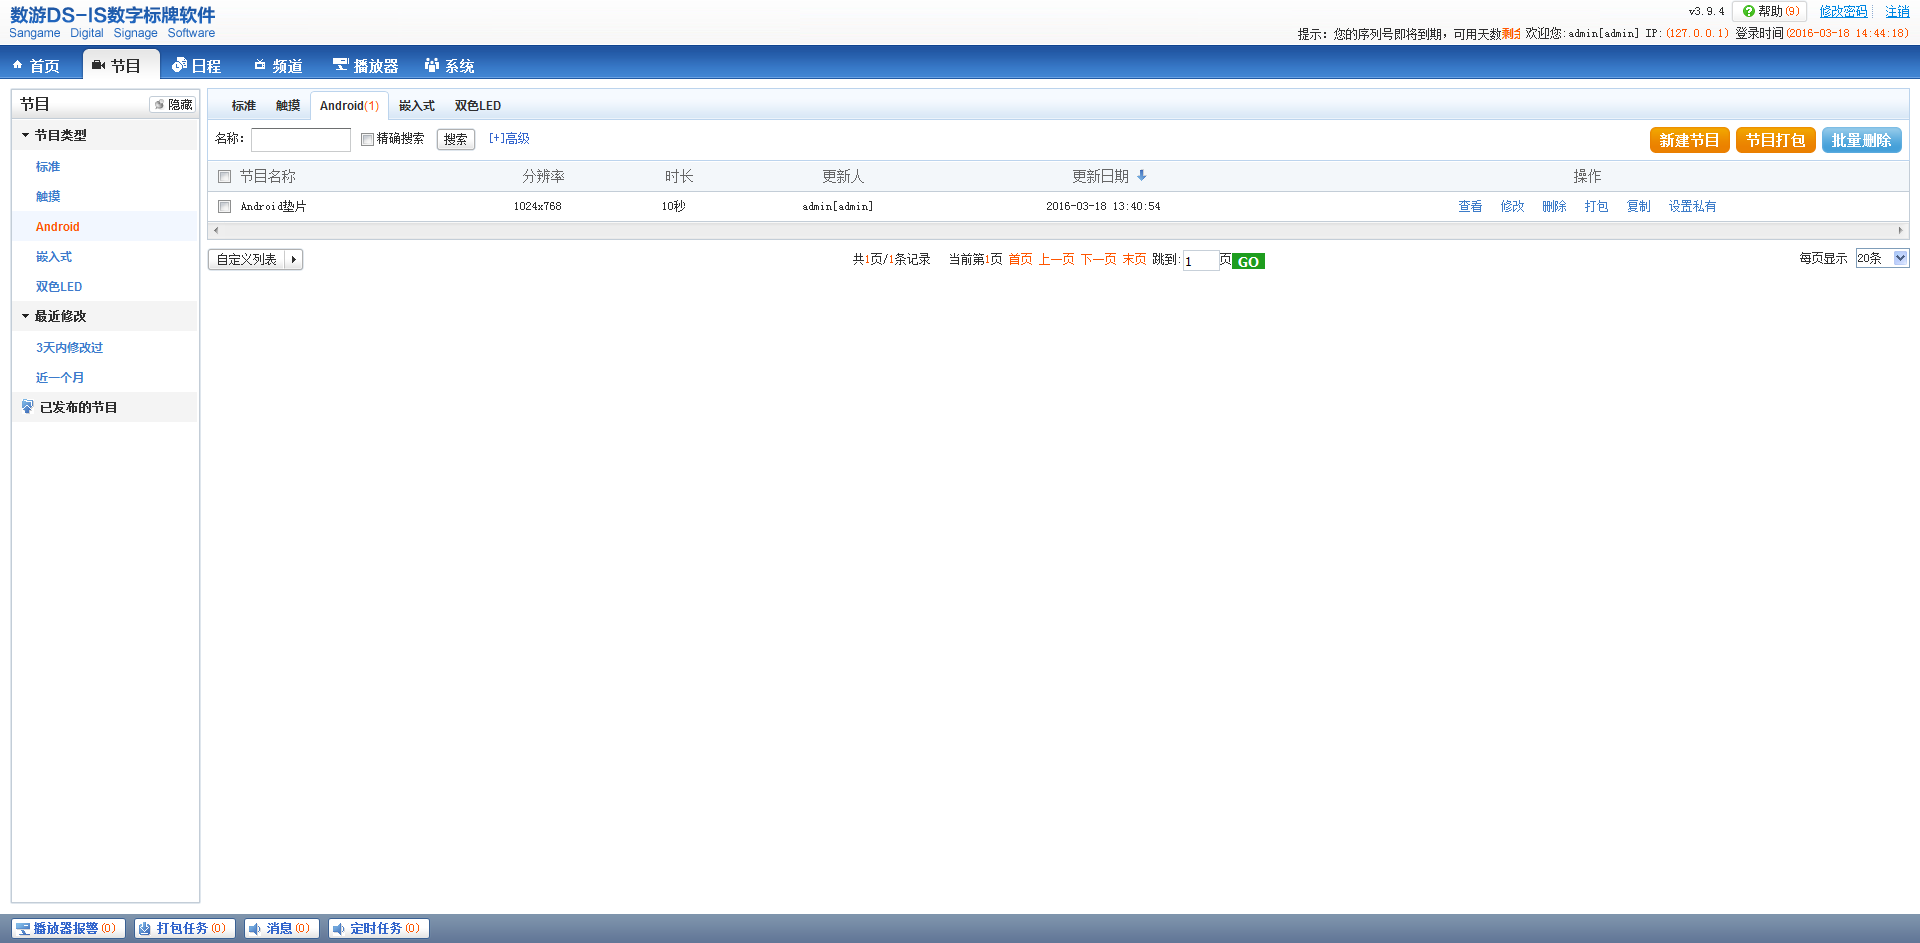 数游DS-IS数字标牌软件
Sangame Digital Signage Software
v3.9.4 帮助(9) 修改密码 注销
提示：您的序列号即将到期，可用天数剩 欢迎您:admin[admin] IP:(127.0.0.1) 登录时间(2016-03-18 14:44:18)
首页 节目 日程 频道 播放器 系统
节目 隐藏
节目类型
标准
触摸
Android
嵌入式
双色LED
最近修改
3天内修改过
近一个月
已发布的节目
标准 触摸 Android(1) 嵌入式 双色LED
名称： 精确搜索 搜索 [+]高级 新建节目 节目打包 批量删除
节目名称 分辨率 时长 更新人 更新日期 操作
Android垫片 1024x768 10秒 admin[admin] 2016-03-18 13:40:54 查看 修改 删除 打包 复制 设置私有
自定义列表 共1页/1条记录 当前第1页 首页 上一页 下一页 末页 跳到:1页GO 每页显示 20条
播放器报警(0) 打包任务(0) 消息(0) 定时任务(0)